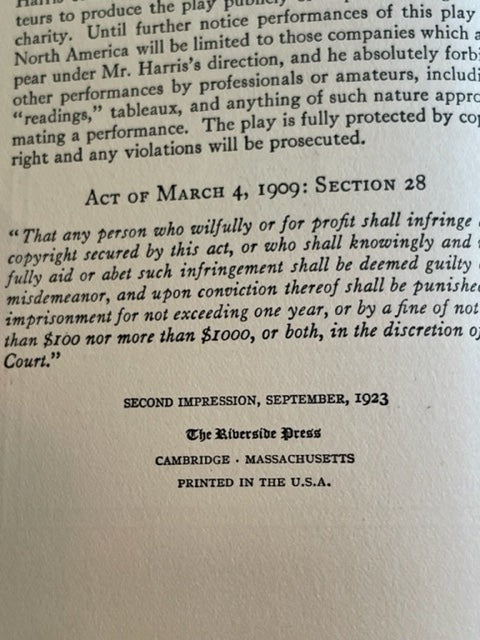 teurs to produce the play publicly
charity. Until further notice performances of this play
North America will be limited to those companies which a
pear under Mr. Harris's direction, and he absolutely forbi
other performances by professionals or amateurs, includi
"readings," tableaux, and anything of such nature appro
mating a performance. The play is fully protected by cop
right and any violations will be prosecuted.
ACT OF MARCH 4, 1909: SECTION 28
"That any person who wilfully or for profit shall infringe
copyright secured by this act, or who shall knowingly and
fully aid or abet such infringement shall be deemed guilty
misdemeanor, and upon conviction thereof shall be punishe
imprisonment for not exceeding one year, or by a fine of not
than $100 nor more than $1000, or both, in the discretion of
Court."
SECOND IMPRESSION, SEPTEMBER, 1923
The Riverside Press
CAMBRIDGE · MASSACHUSETTS
PRINTED IN THE U.S.A.